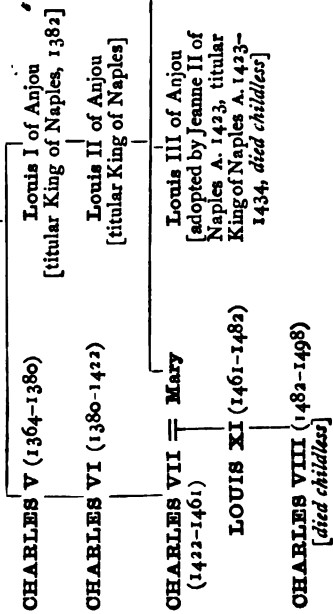 CHARLES V (1364-1380)
Louis I of Anjou
[titular King of Naples, 1382]
CHARLES VI (1380-1422)
Louis II of Anjou
[titular King of Naples]
CHARLES VII = Mary
(1422-1461)
Louis III of Anjou
[adopted by Jeanne II of
Naples A. 1423, titular
King of Naples A. 1423-
1434, died childless]
LOUIS XI (1461-1482)
CHARLES VIII (1482-1498)
[died childless]